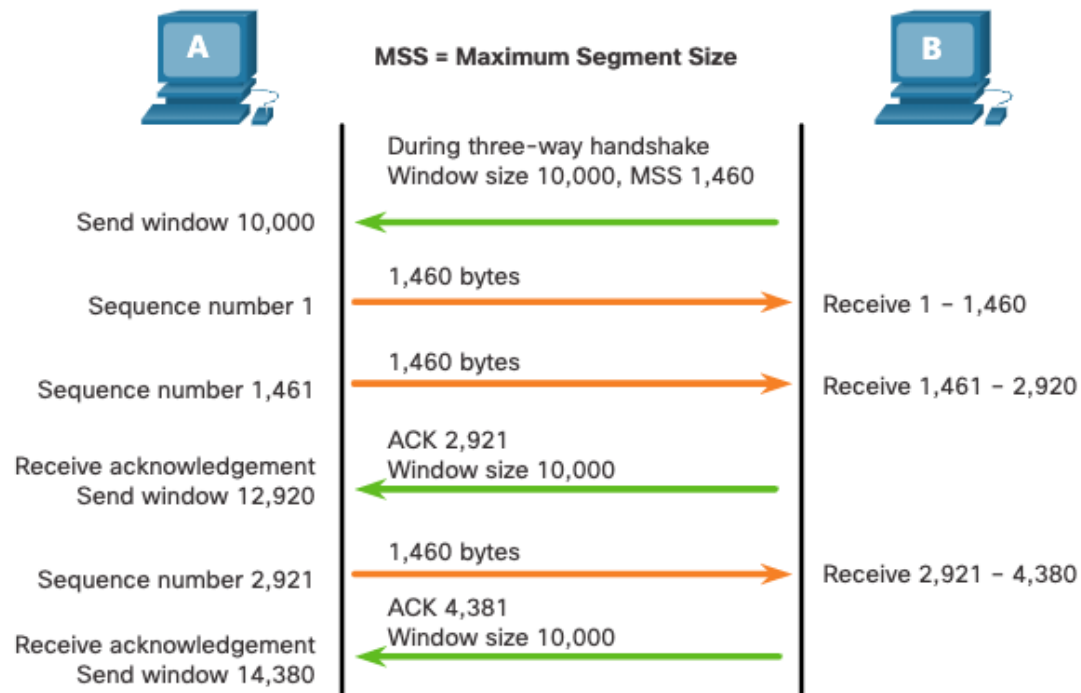 A
MSS = Maximum Segment Size
B
During three-way handshake
Window size 10,000, MSS 1,460
Send window 10,000
1,460 bytes
Sequence number 1
Receive 1 – 1,460
1,460 bytes
Sequence number 1,461
Receive 1,461 – 2,920
ACK 2,921
Window size 10,000
Receive acknowledgement
Send window 12,920
1,460 bytes
Sequence number 2,921
Receive 2,921 – 4,380
ACK 4,381
Window size 10,000
Receive acknowledgement
Send window 14,380